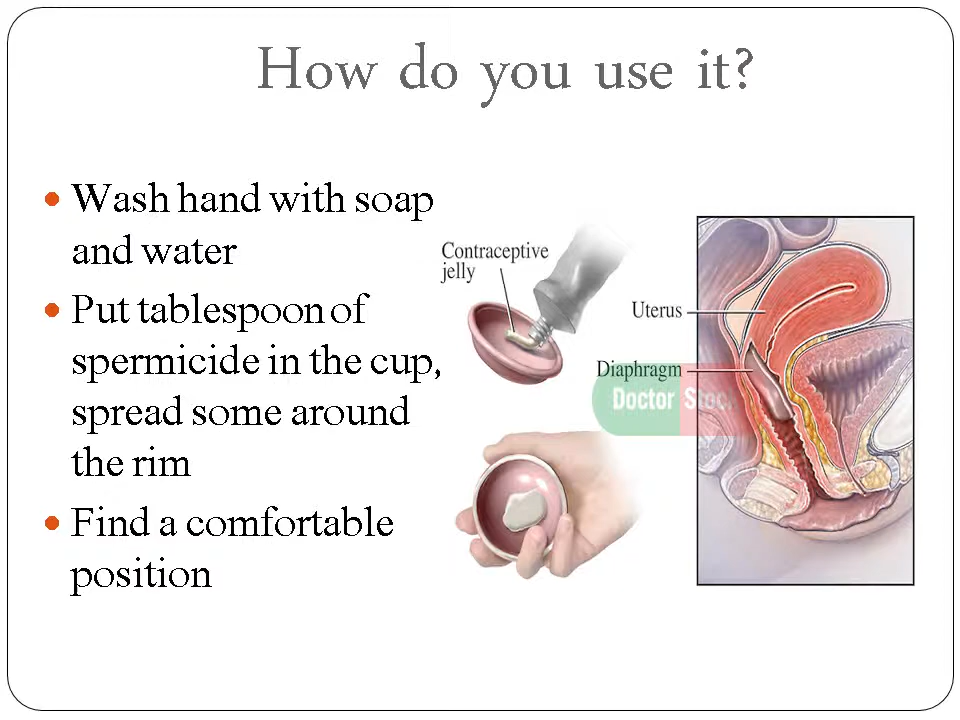 How do you use it?
• Wash hand with soap
and water
• Put tablespoon of
spermicide in the cup,
spread some around
the rim
• Find a comfortable
position
Contraceptive
jelly
Uterus
Diaphragm
Doctor